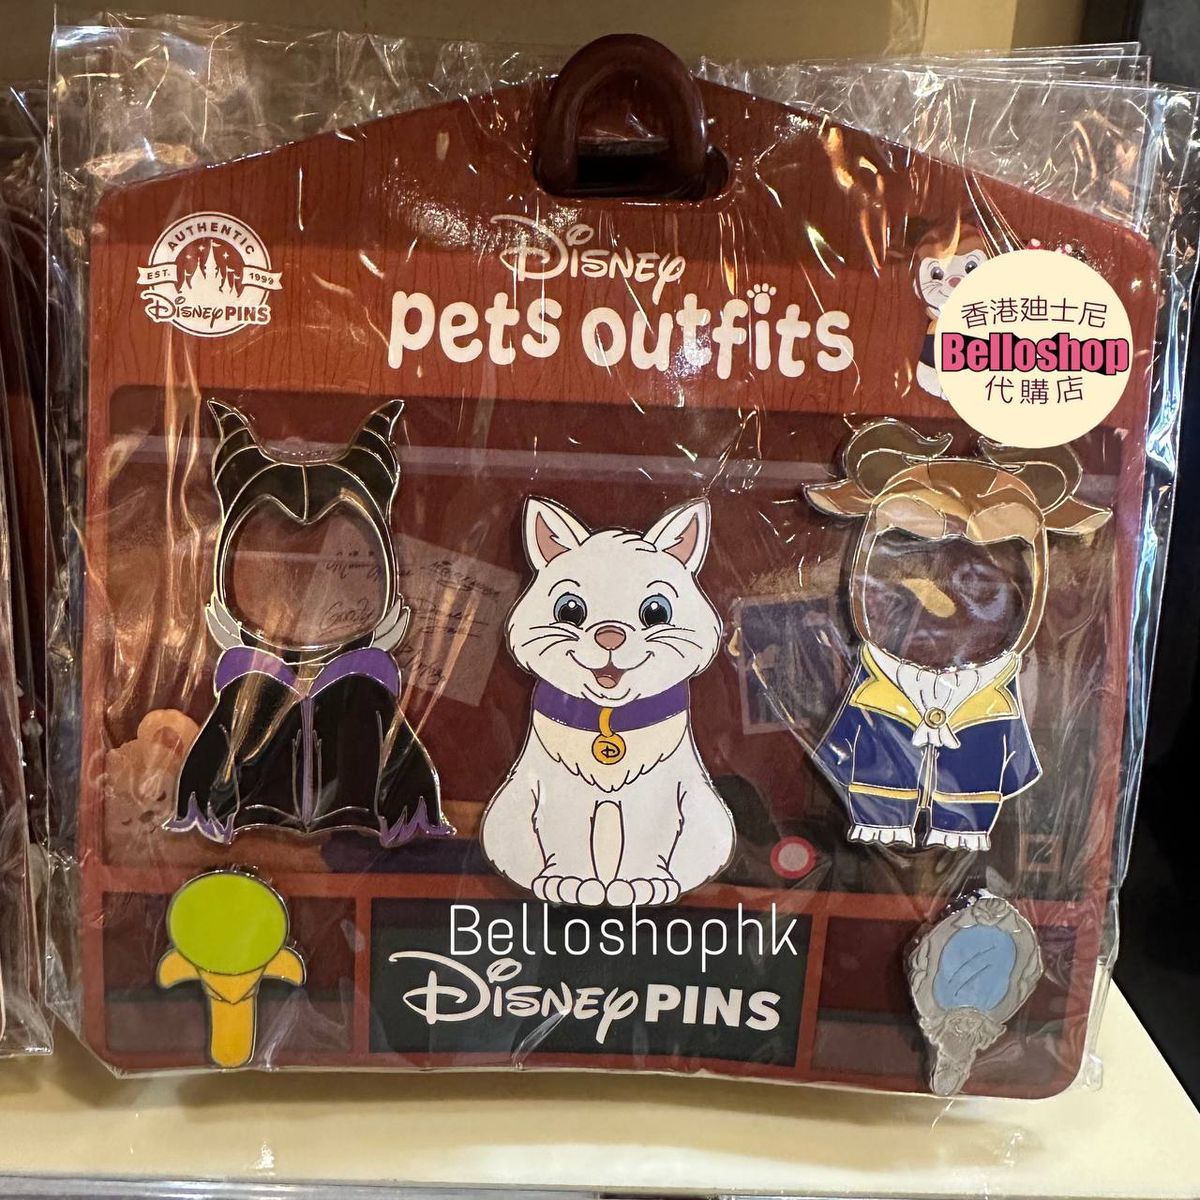 AUTHENTIC
EST. 1999
Disney PINS
Disney
pets outfits
香港廸士尼
Belloshop
代購店
D
Belloshophk
Disney PINS